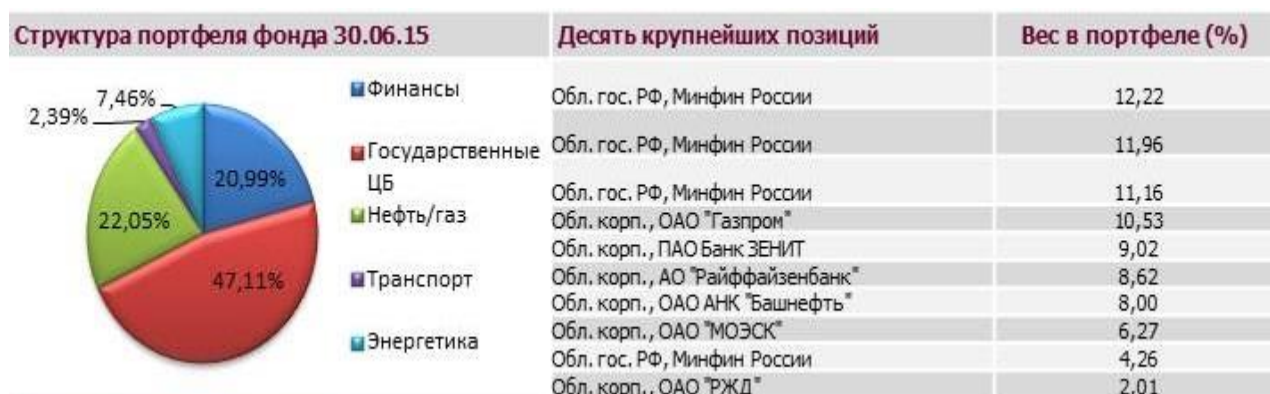 Структура портфеля фонда 30.06.15
7,46%
2,39%
20,99%
22,05%
47,11%
Финансы
Государственные
ЦБ
Нефть/газ
Транспорт
Энергетика
Десять крупнейших позиций Вес в портфеле (%)
Обл. гос. РФ, Минфин России 12,22
Обл. гос. РФ, Минфин России 11,96
Обл. гос. РФ, Минфин России 11,16
Обл. корп., ОАО "Газпром" 10,53
Обл. корп., ПАО Банк ЗЕНИТ 9,02
Обл. корп., АО "Райффайзенбанк" 8,62
Обл. корп., ОАО АНК "Башнефть" 8,00
Обл. корп., ОАО "МОЭСК" 6,27
Обл. гос. РФ, Минфин России 4,26
Обл. корп., ОАО "РЖД" 2,01